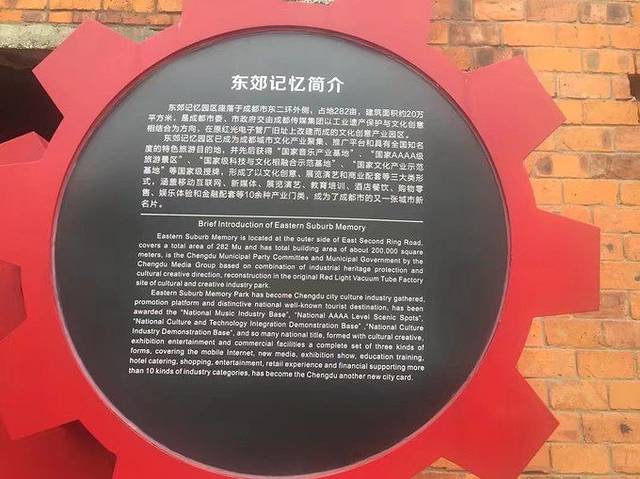 东郊记忆简介
东郊记忆园区座落于成都市东二环外侧，占地282亩，建筑面积约20万
平方米，是成都市委、市政府交由成都传媒集团以工业遗产保护与文化创意
相结合为方向，在原红光电子管厂旧址上改建而成的文化创意产业园区。
东郊记忆园区已成为成都城市文化产业聚集、推广平台和具有全国知名
度的特色旅游目的地，并先后获得“国家音乐产业基地”、“国家AAAA级
旅游景区”、“国家级科技与文化相融合示范基地”、“国家文化产业示范
基地”等国家级授牌，形成了以文化创意、展览演艺和商业配套等三大类形
式，涵盖移动互联网、新媒体、展览演艺、教育培训、酒店餐饮、购物零
售、娱乐体验和金融配套等10余种产业门类，成为了成都市的又一张城市新
名片。
Brief Introduction of Eastern Suburb Memory
Eastern Suburb Memory is located at the outer side of East Second Ring Road,
covers a total area of 282 Mu and has total building area of about 200,000 square
meters, is the Chengdu Municipal Party Committee and Municipal Government by the
Chengdu Media Group based on combination of industrial heritage protection and
cultural creative direction, reconstruction in the original Red Light Vacuum Tube Factory
site of cultural and creative industry park.
Eastern Suburb Memory Park has become Chengdu city culture industry gathered,
promotion platform and distinctive national well-known tourist destination, has been
awarded the "National Music Industry Base", "National AAAA Level Scenic Spots",
"National Culture and Technology Integration Demonstration Base" ,"National Culture
Industry Demonstration Base", and so many national title, formed with cultural creative,
exhibition entertainment and commercial facilities a complete set of three kinds of
forms, covering the mobile Internet, new media, exhibition show, education training,
hotel catering, shopping, entertainment, retail experience and financial supporting more
than 10 kinds of industry categories, has become the Chengdu another new city card.